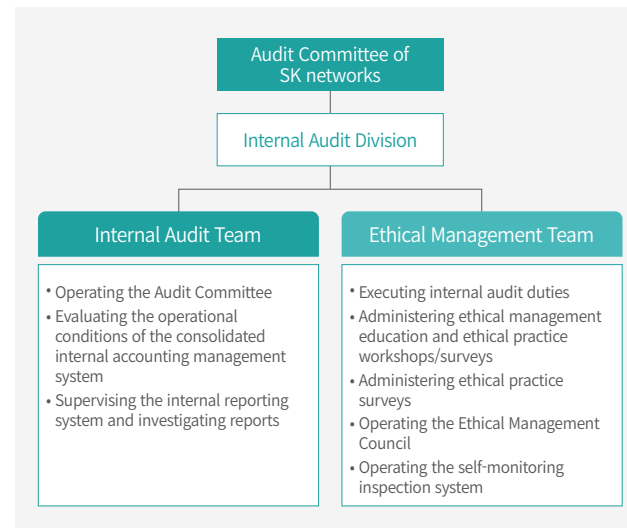 Audit Committee of
SK networks
Internal Audit Division
Internal Audit Team
• Operating the Audit Committee
• Evaluating the operational
conditions of the consolidated
internal accounting management
system
• Supervising the internal reporting
system and investigating reports
Ethical Management Team
• Executing internal audit duties
• Administering ethical management
education and ethical practice
workshops/surveys
• Administering ethical practice
surveys
• Operating the Ethical Management
Council
• Operating the self-monitoring
inspection system